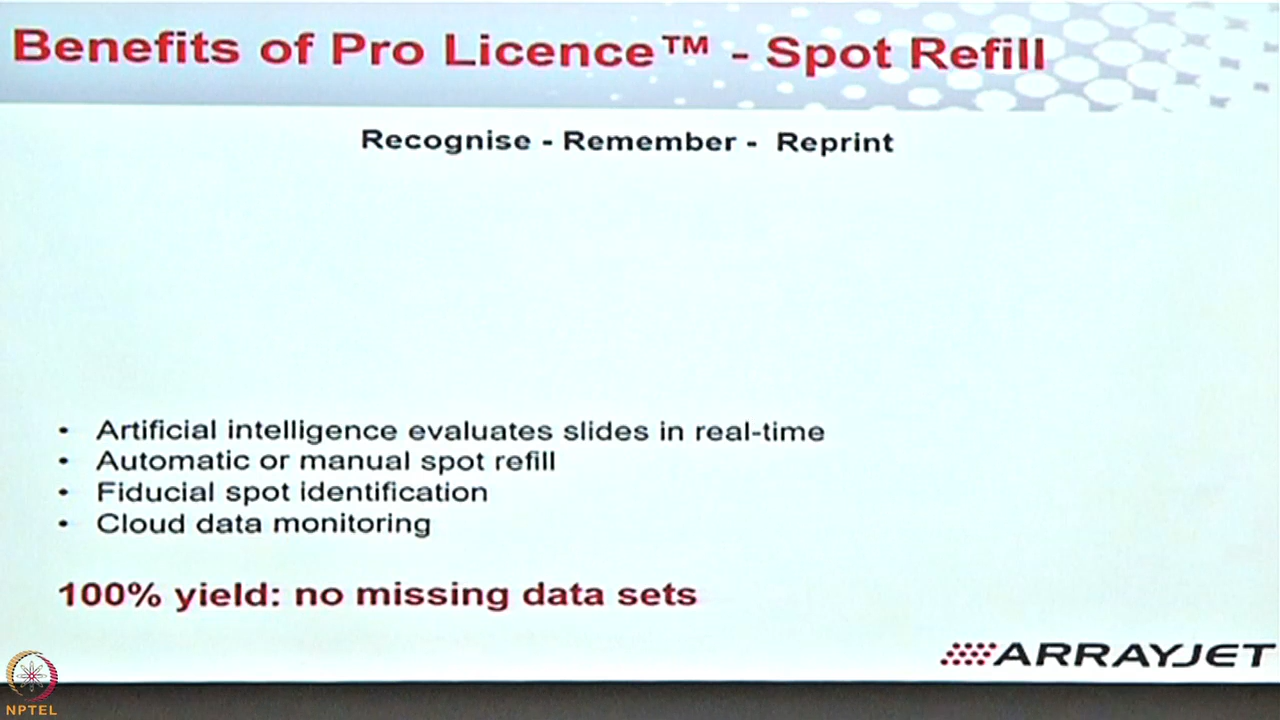 Benefits of Pro Licence™ - Spot Refill
Recognise - Remember - Reprint
• Artificial intelligence evaluates slides in real-time
• Automatic or manual spot refill
• Fiducial spot identification
• Cloud data monitoring
100% yield: no missing data sets
ARRAYJET
NPTEL